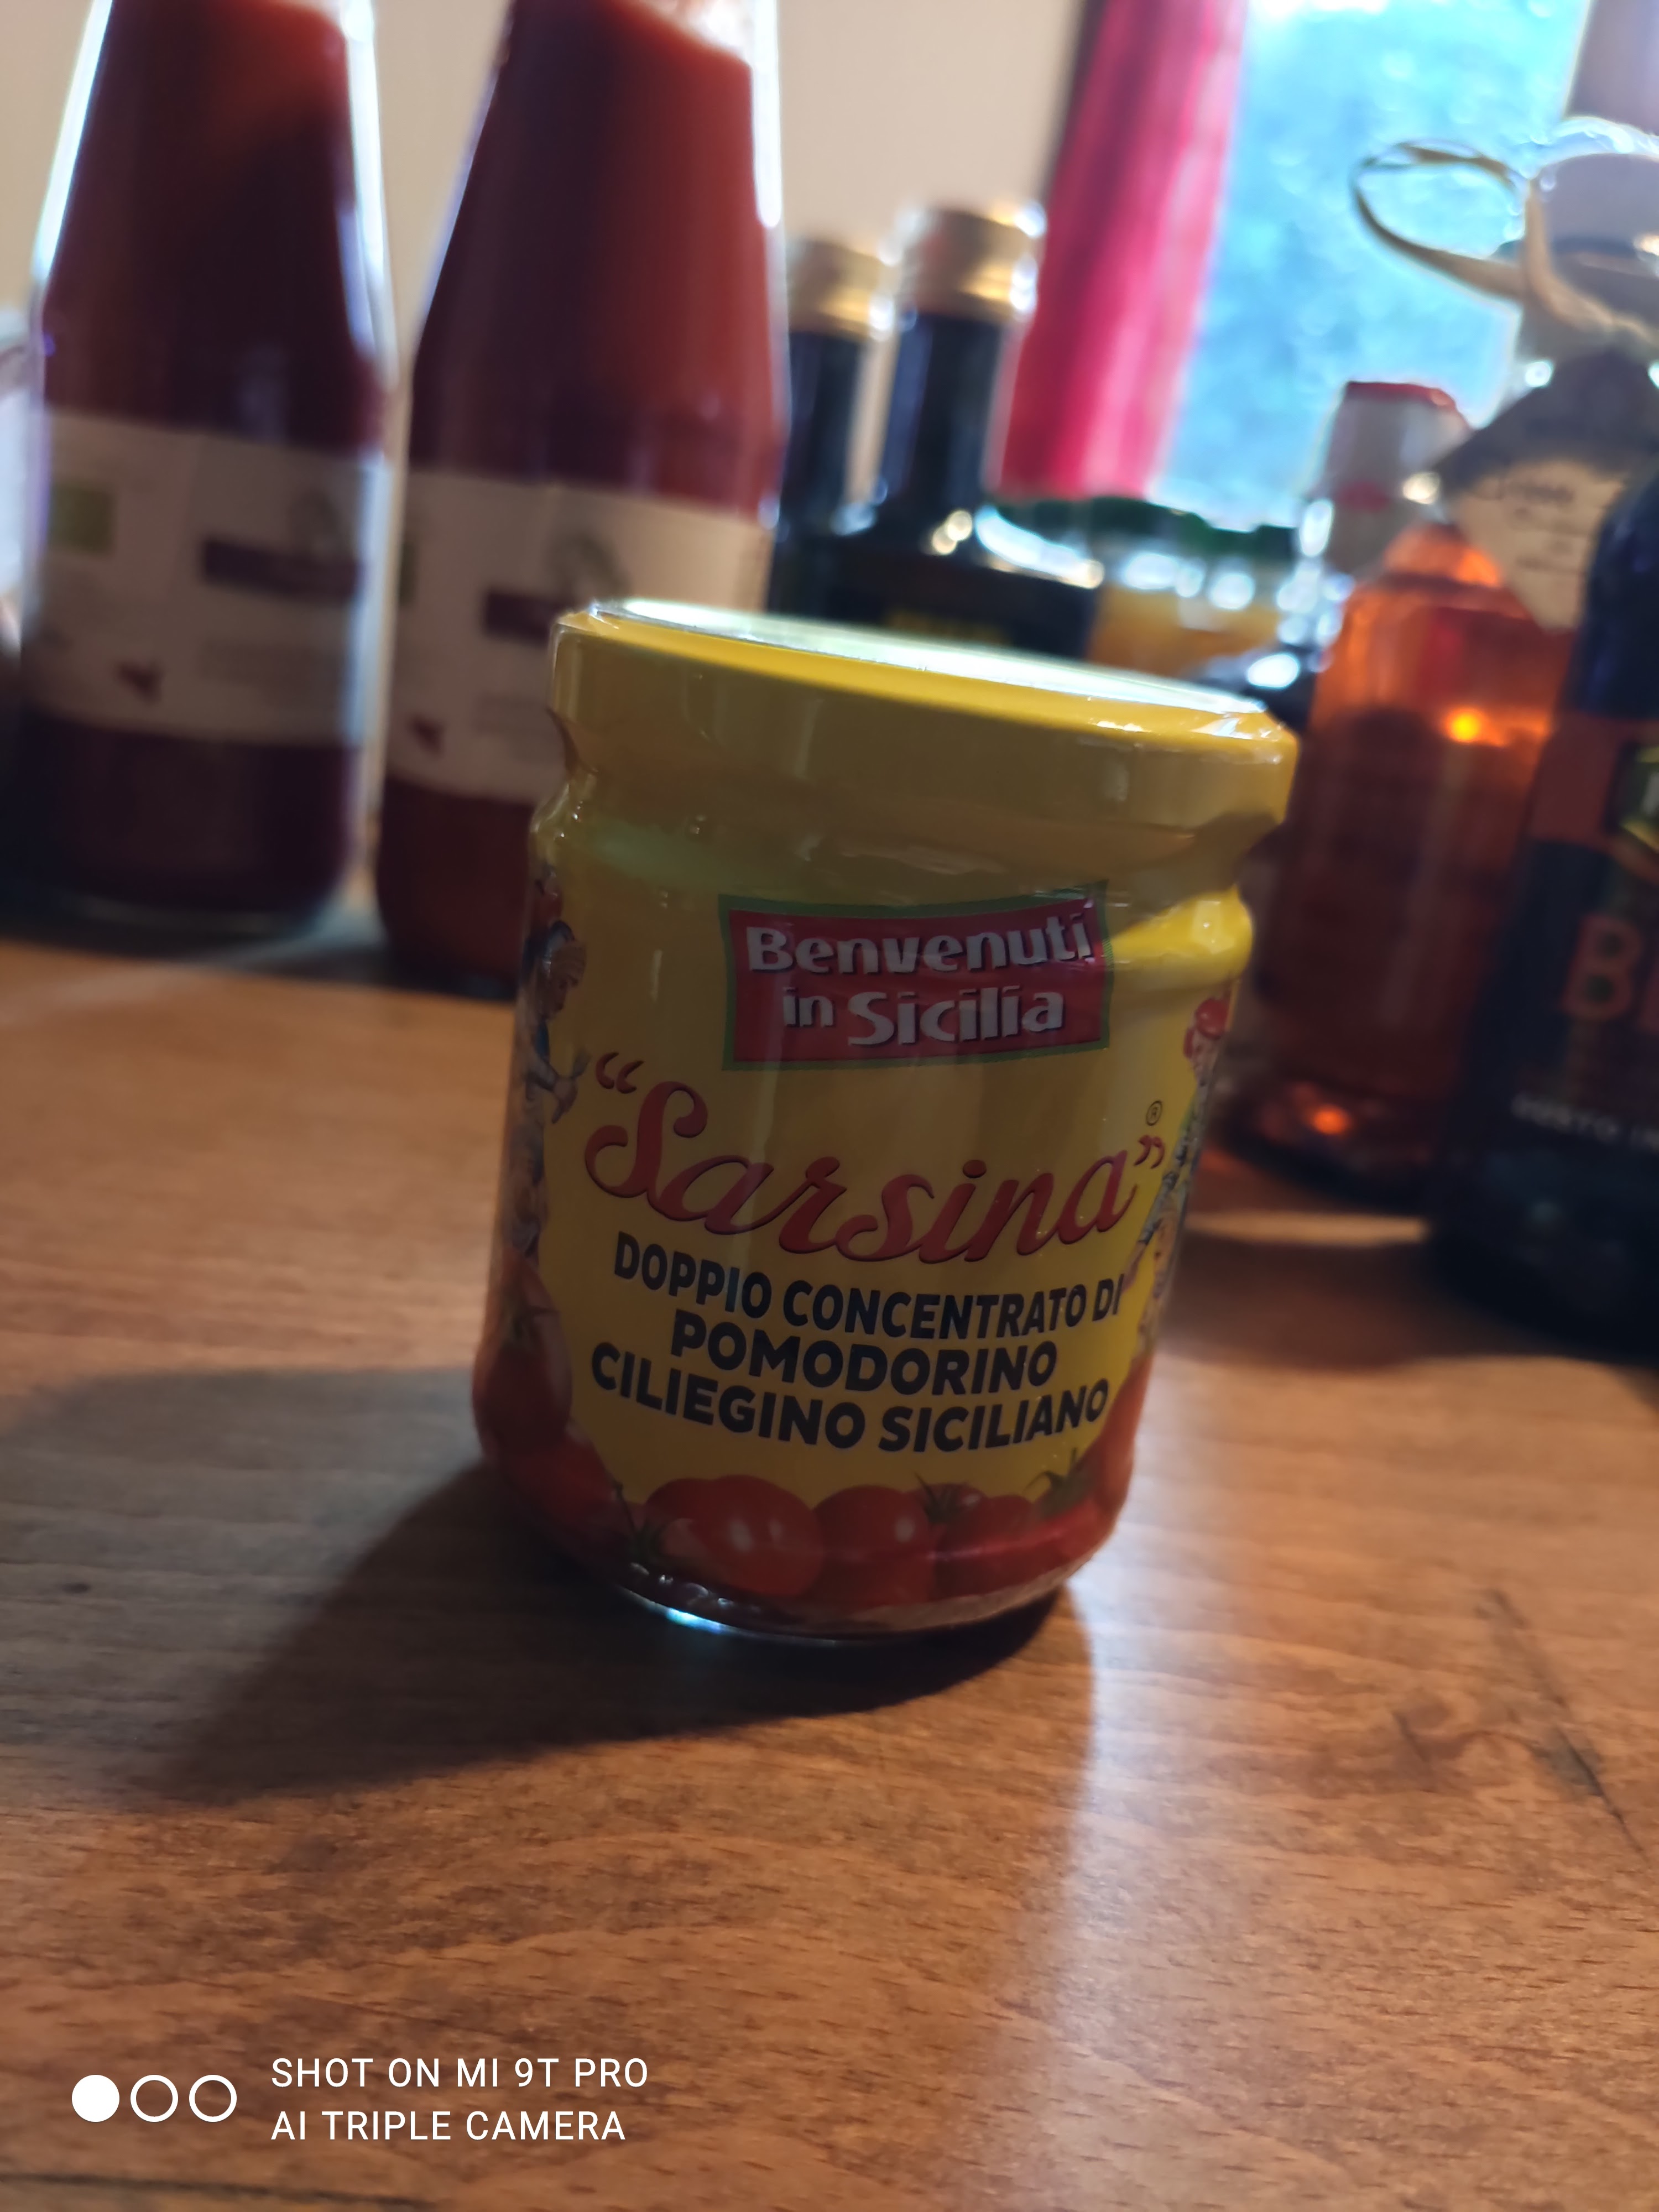 Benvenuti
in Sicilia
"Sarsina"®
DOPPIO CONCENTRATO DI
POMODORINO
CILIEGINO SICILIANO
SHOT ON MI 9T PRO
AI TRIPLE CAMERA